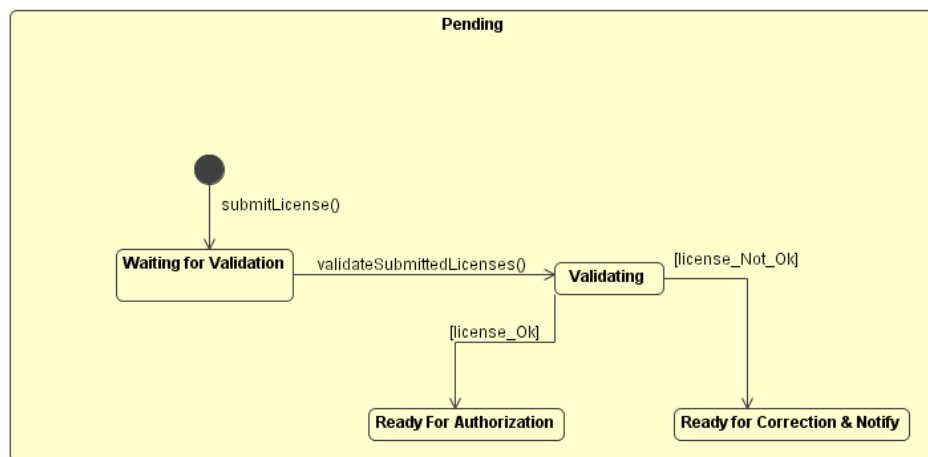 Pending
submitLicense()
Waiting for Validation
validateSubmittedLicenses()
Validating
[license_Not_Ok]
[license_Ok]
Ready For Authorization
Ready for Correction & Notify